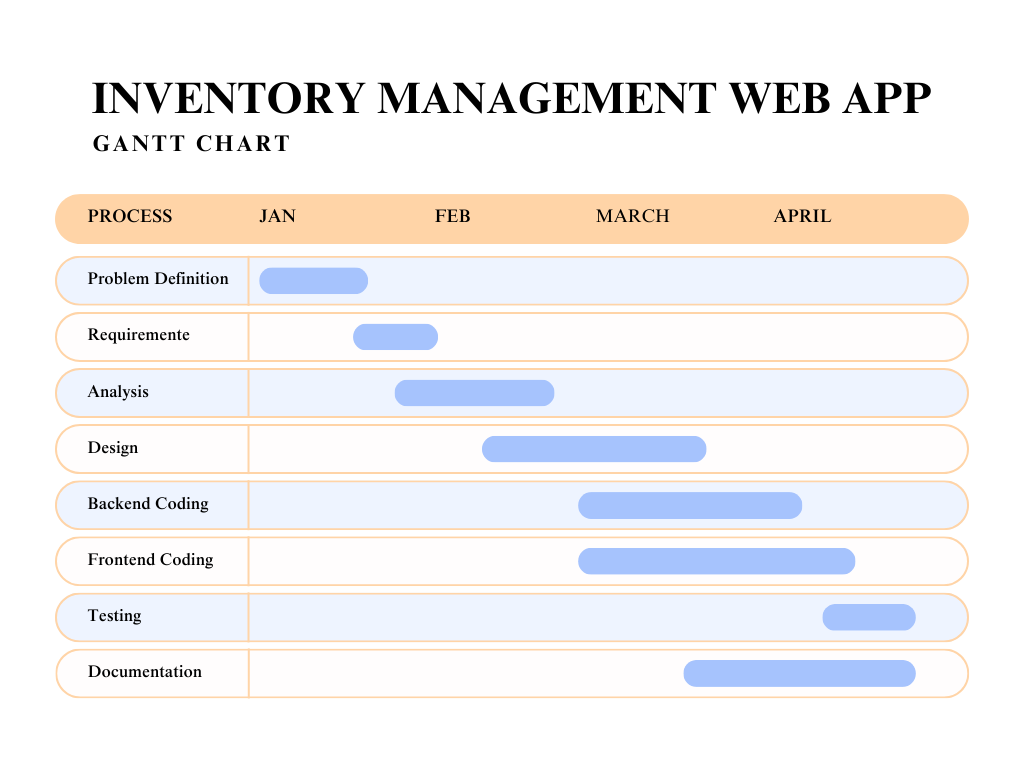 INVENTORY MANAGEMENT WEB APP
GANTT CHART
PROCESS JAN FEB MARCH APRIL
Problem Definition
Requiremente
Analysis
Design
Backend Coding
Frontend Coding
Testing
Documentation